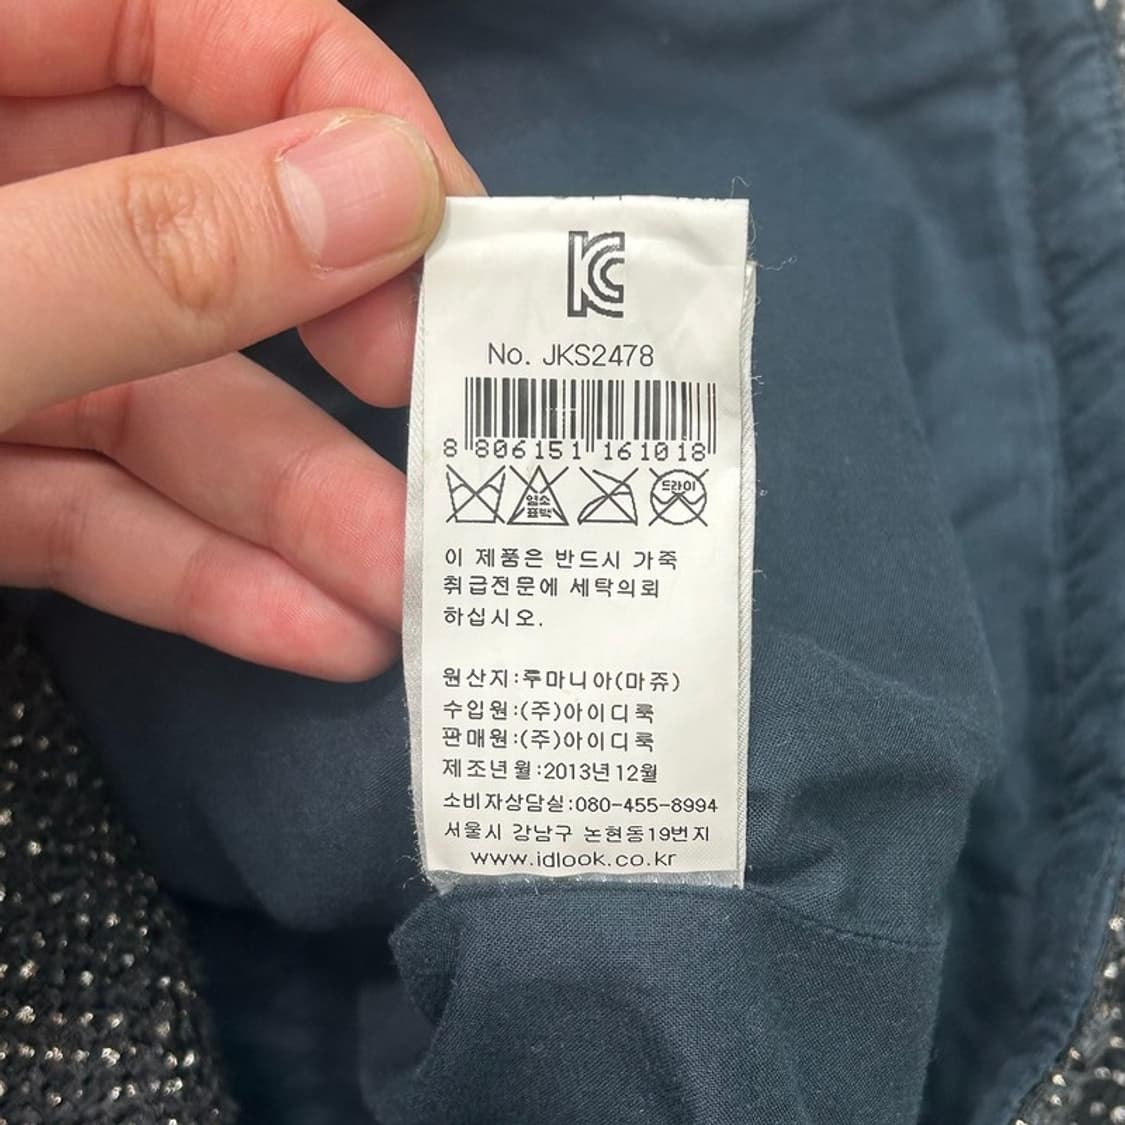 KC
No. JKS2478
8 806151 161018
염소
표백
드라이
이 제품은 반드시 가죽
취급전문에 세탁의뢰
하십시오.
원산지:루마니아(마쥬)
수입원:(주)아이디룩
판매원:(주)아이디룩
제조년월:2013년12월
소비자상담실:080-455-8994
서울시 강남구 논현동19번지
www.idlook.co.kr